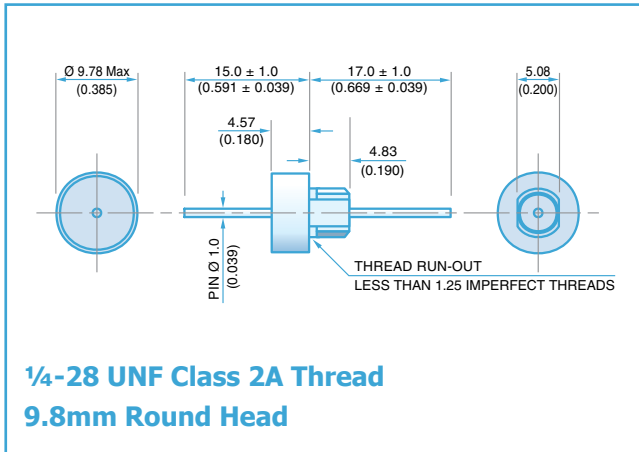 Ø 9.78 Max
(0.385)
15.0 ± 1.0
(0.591 ± 0.039)
17.0 ± 1.0
(0.669 ± 0.039)
5.08
(0.200)
4.57
(0.180)
4.83
(0.190)
PIN Ø 1.0
(0.039)
THREAD RUN-OUT
LESS THAN 1.25 IMPERFECT THREADS
¼-28 UNF Class 2A Thread
9.8mm Round Head